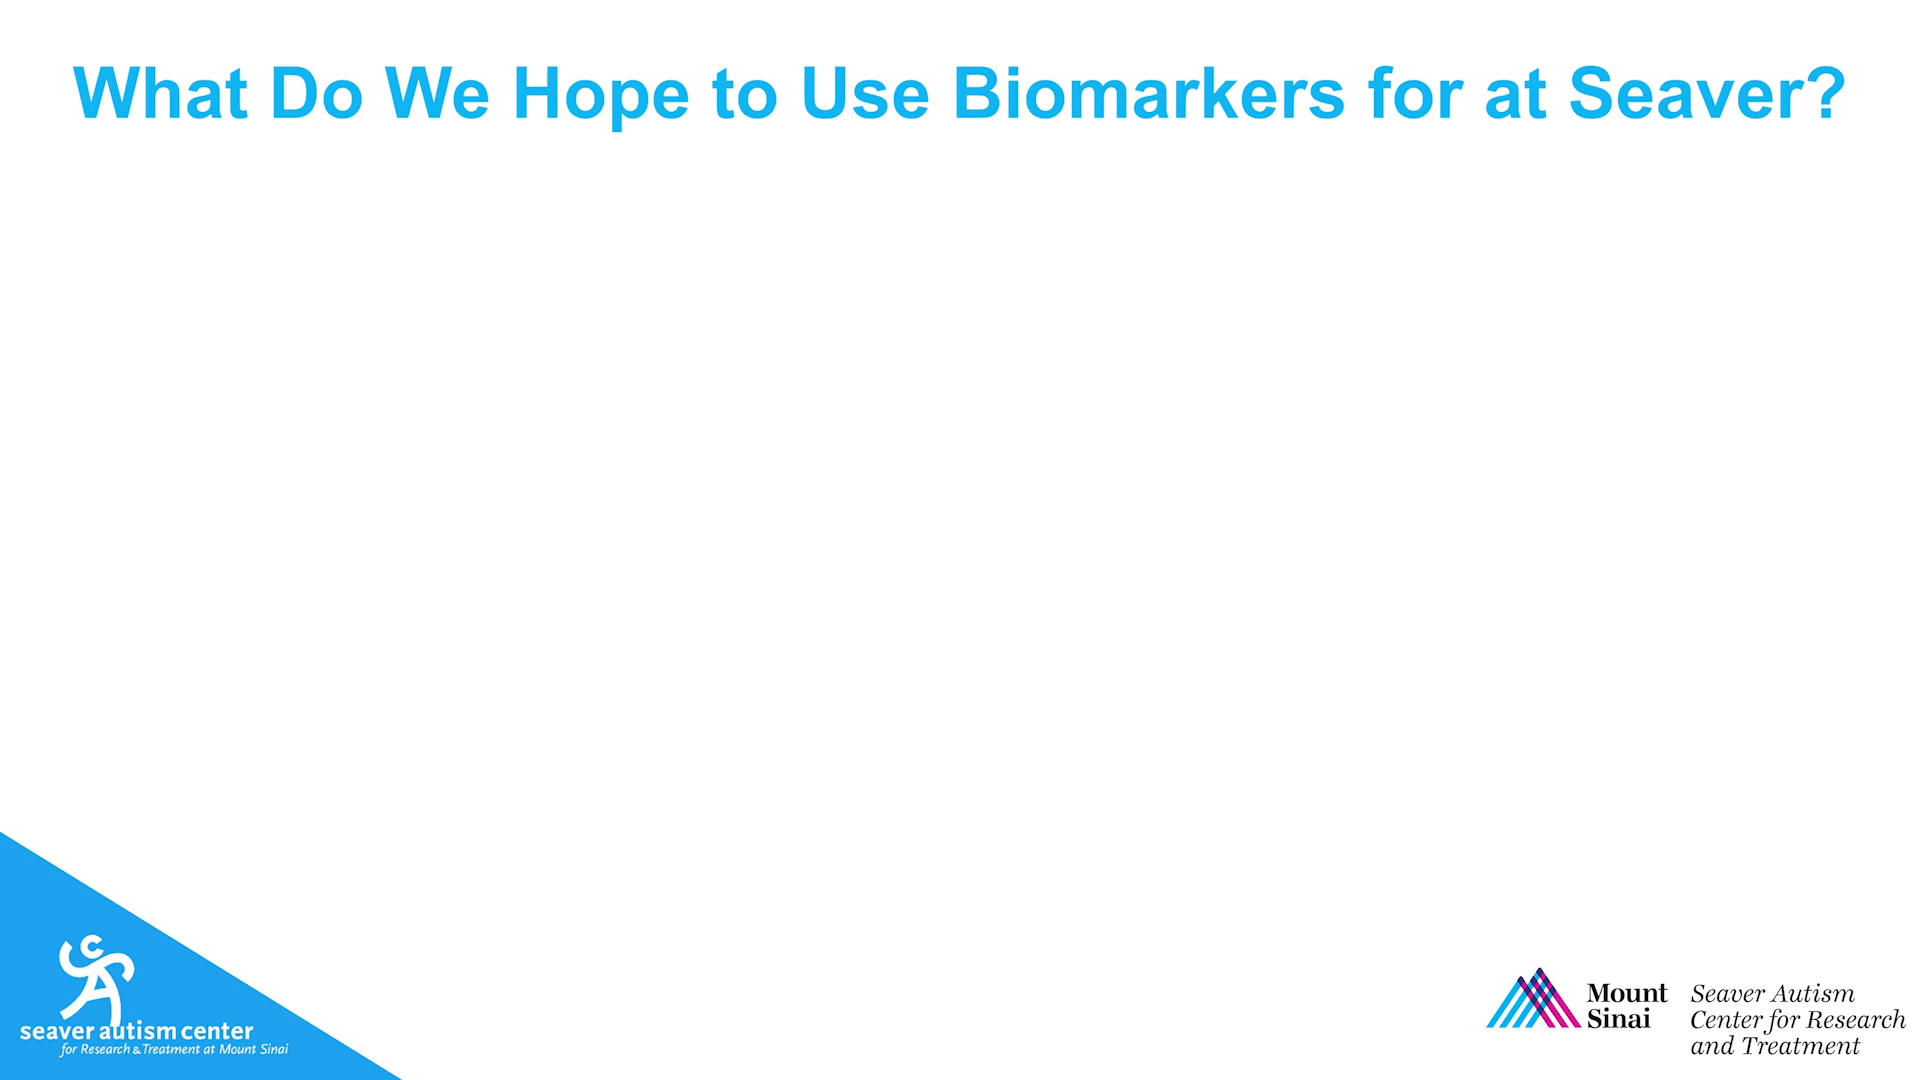 What Do We Hope to Use Biomarkers for at Seaver?
seaver autism center
for Research & Treatment at Mount Sinai
Mount
Sinai
Seaver Autism
Center for Research
and Treatment